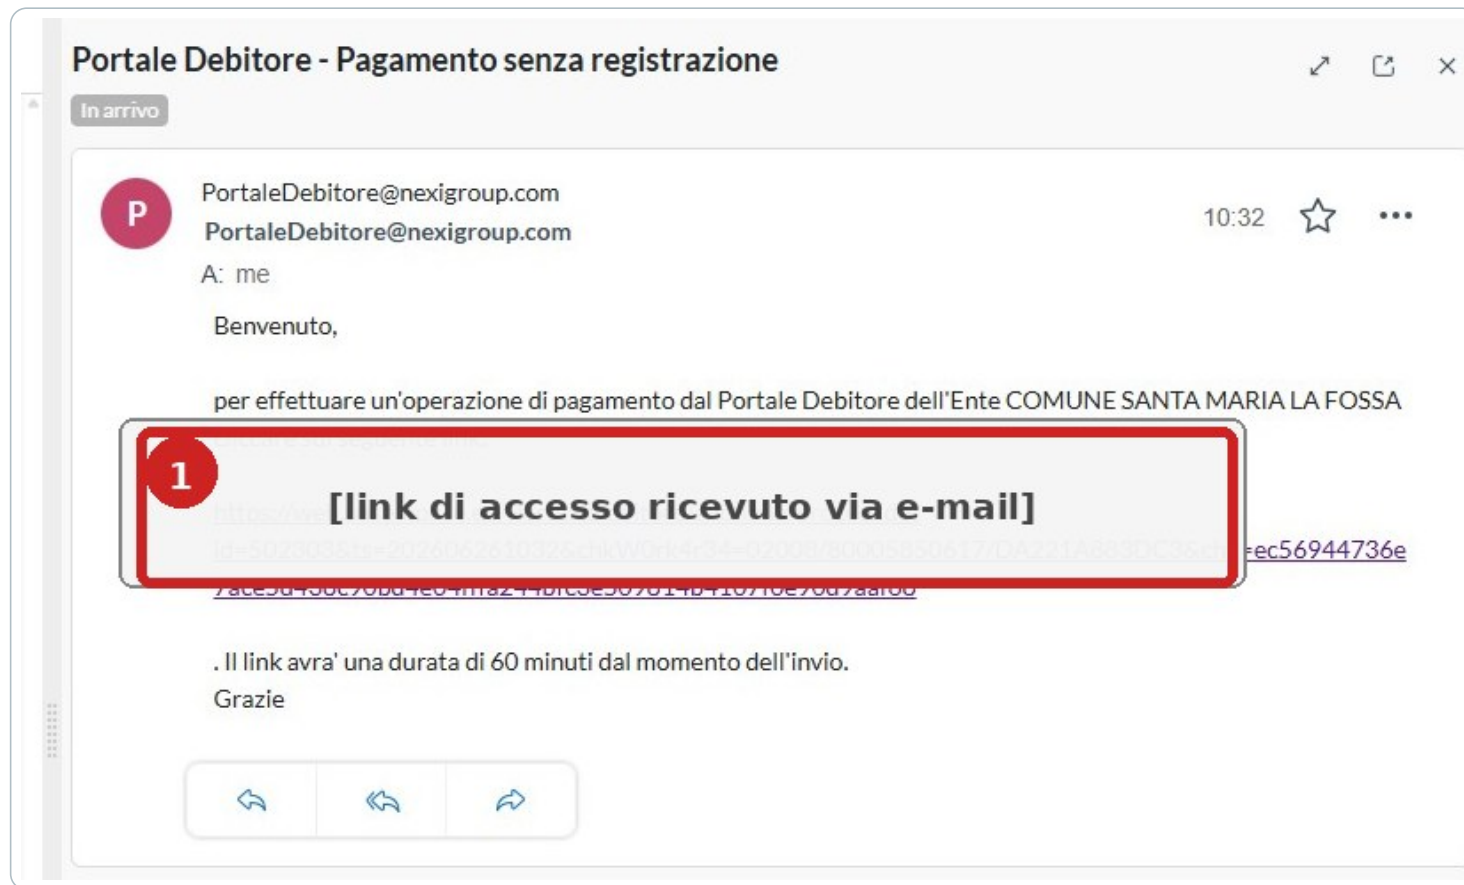 Portale Debitore - Pagamento senza registrazione
In arrivo
P
PortaleDebitore@nexigroup.com
PortaleDebitore@nexigroup.com
10:32
A: me
Benvenuto,
per effettuare un'operazione di pagamento dal Portale Debitore dell'Ente COMUNE SANTA MARIA LA FOSSA
1
[link di accesso ricevuto via e-mail]
=ec56944736e
. Il link avra' una durata di 60 minuti dal momento dell'invio.
Grazie